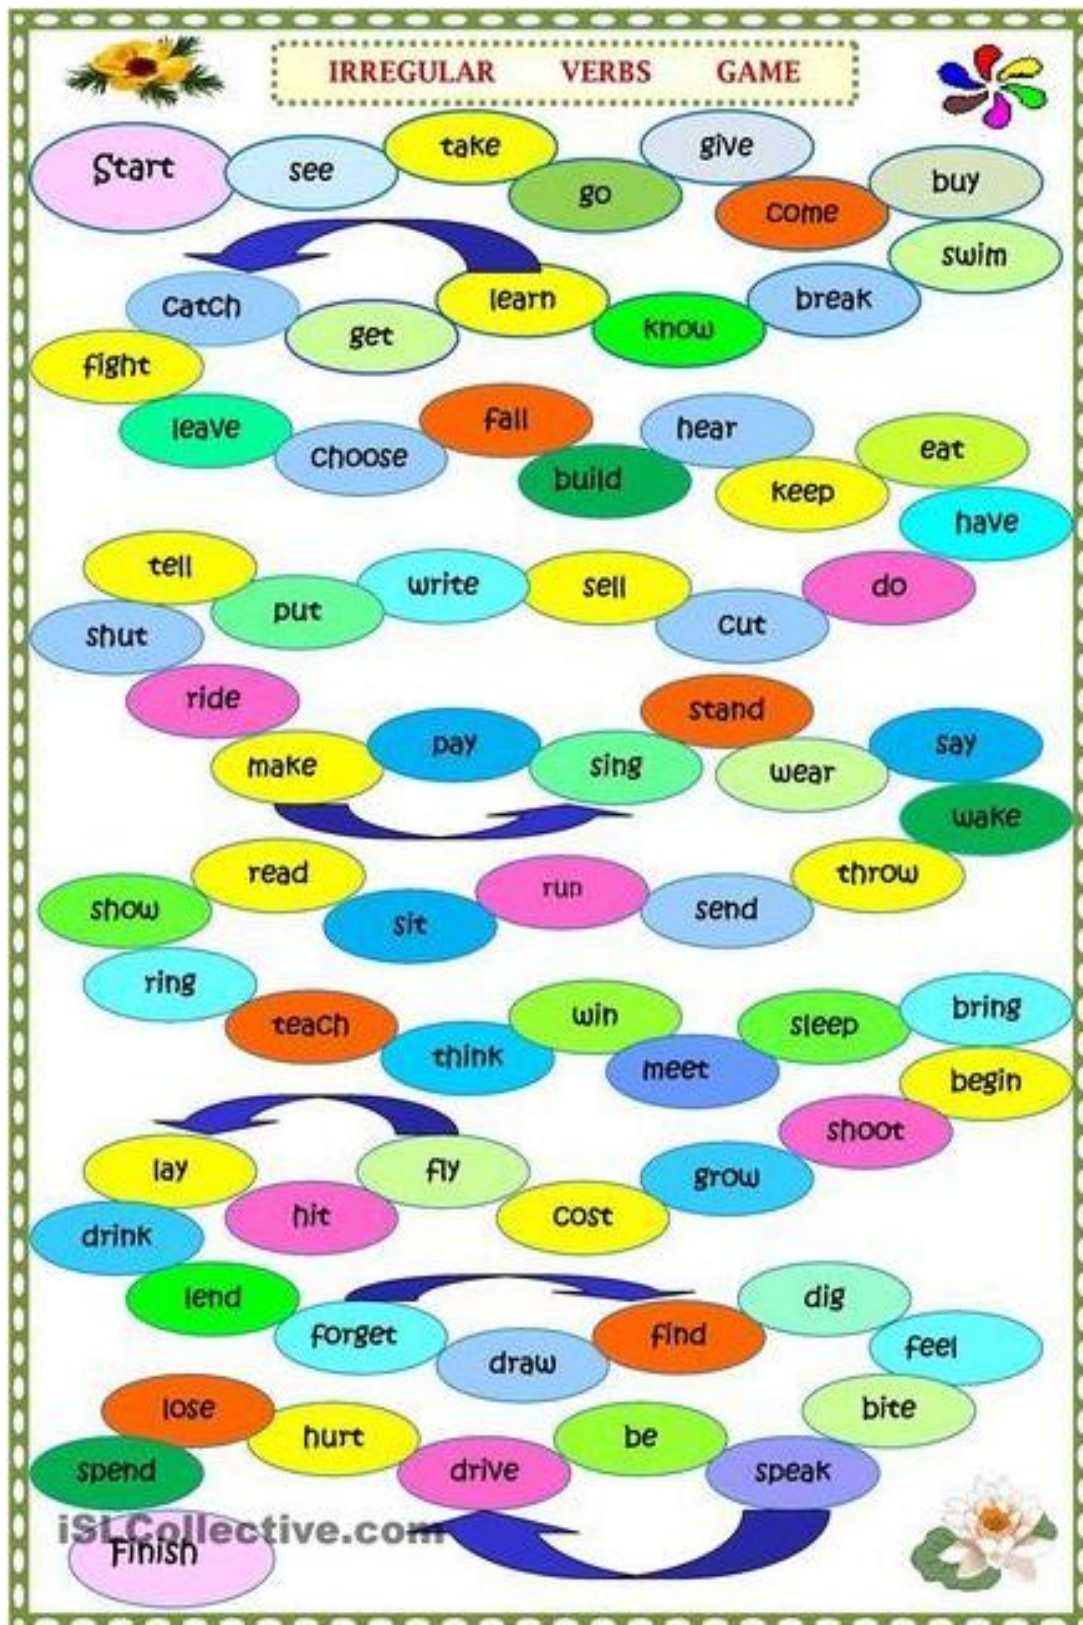 IRREGULAR VERBS GAME
Start
see
take
go
give
come
buy
swim
break
know
learn
get
catch
fight
leave
choose
fall
build
hear
keep
eat
have
do
cut
sell
write
put
tell
shut
ride
make
pay
sing
stand
wear
say
wake
throw
send
run
sit
read
show
ring
teach
think
win
meet
sleep
bring
begin
shoot
grow
cost
fly
hit
lay
drink
lend
forget
draw
find
dig
feel
bite
speak
be
drive
hurt
lose
spend
iSLCollective.com
Finish